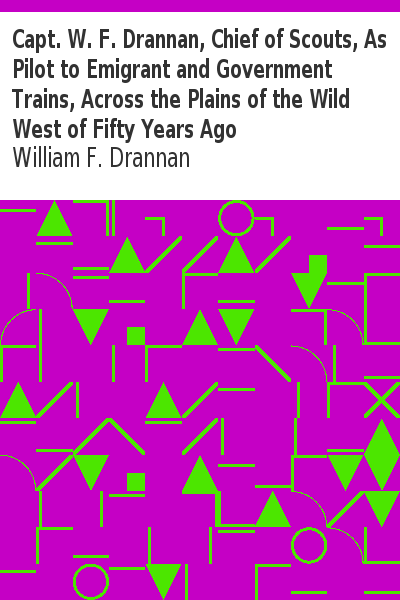 Capt. W. F. Drannan, Chief of Scouts, As
Pilot to Emigrant and Government
Trains, Across the Plains of the Wild
West of Fifty Years Ago
William F. Drannan